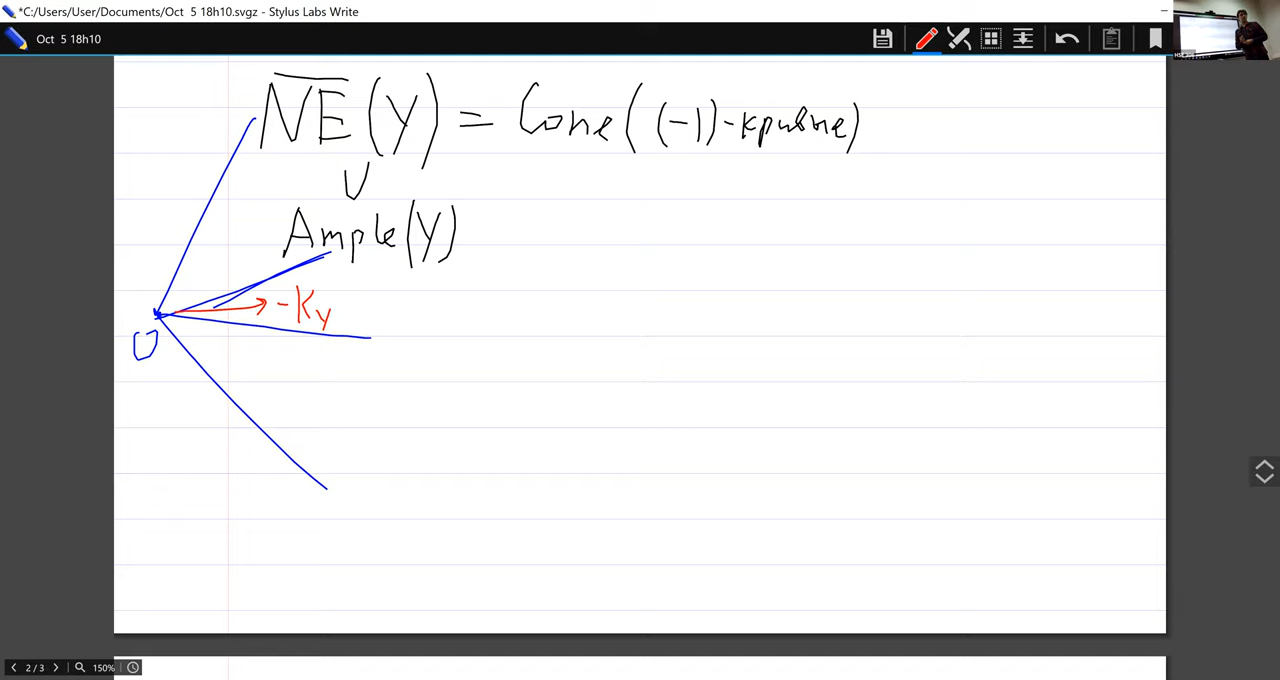 *C:/Users/User/Documents/Oct 5 18h10.svgz - Stylus Labs Write
Oct 5 18h10
N̅E̅(Y) = Cone((-1)-кривые)
∪
Ample(Y)
-K_Y
0
2/3 150%